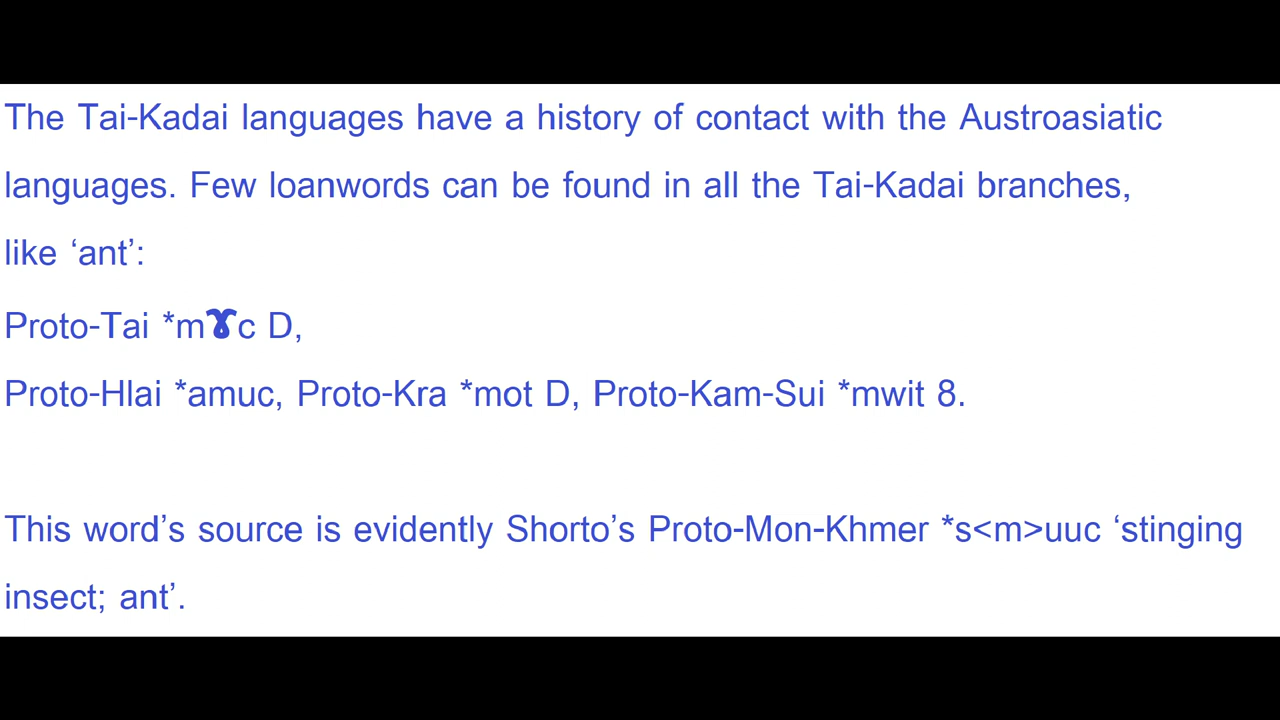 The Tai-Kadai languages have a history of contact with the Austroasiatic
languages. Few loanwords can be found in all the Tai-Kadai branches,
like ‘ant’:
Proto-Tai *mɤc D,
Proto-Hlai *amuc, Proto-Kra *mot D, Proto-Kam-Sui *mwit 8.
This word’s source is evidently Shorto’s Proto-Mon-Khmer *s<m>uuc ‘stinging
insect; ant’.